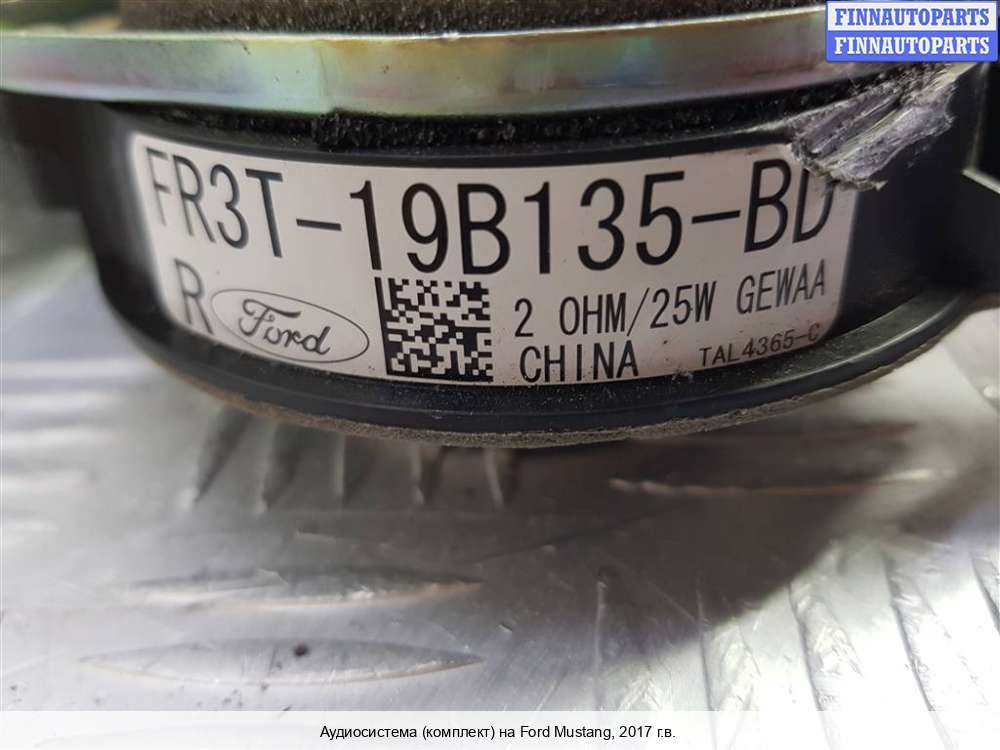 FINNAUTOPARTS
FINNAUTOPARTS
FR3T-19B135-BD
R Ford 2 OHM/25W GEWAA
CHINA TAL4365-C
Аудиосистема (комплект) на Ford Mustang, 2017 г.в.